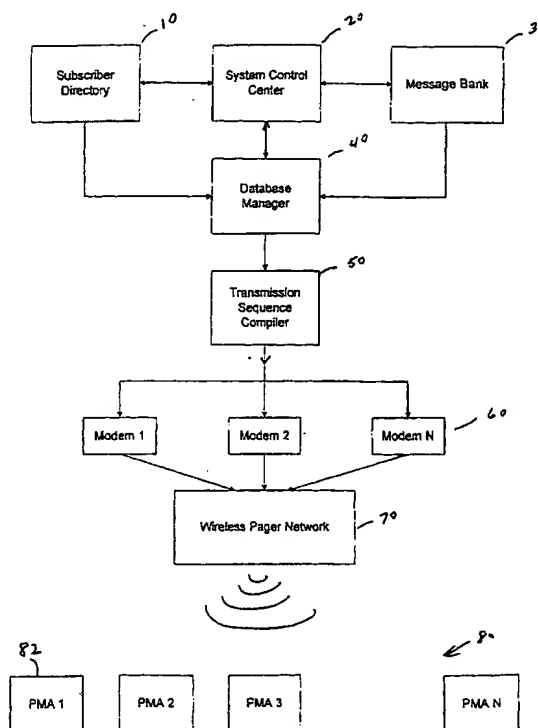 10
20
3
Subscriber
Directory
System Control
Center
Message Bank
40
Database
Manager
50
Transmission
Sequence
Compiler
Modem 1
Modem 2
Modem N
60
Wireless Pager Network
70
82
80
PMA 1
PMA 2
PMA 3
PMA N